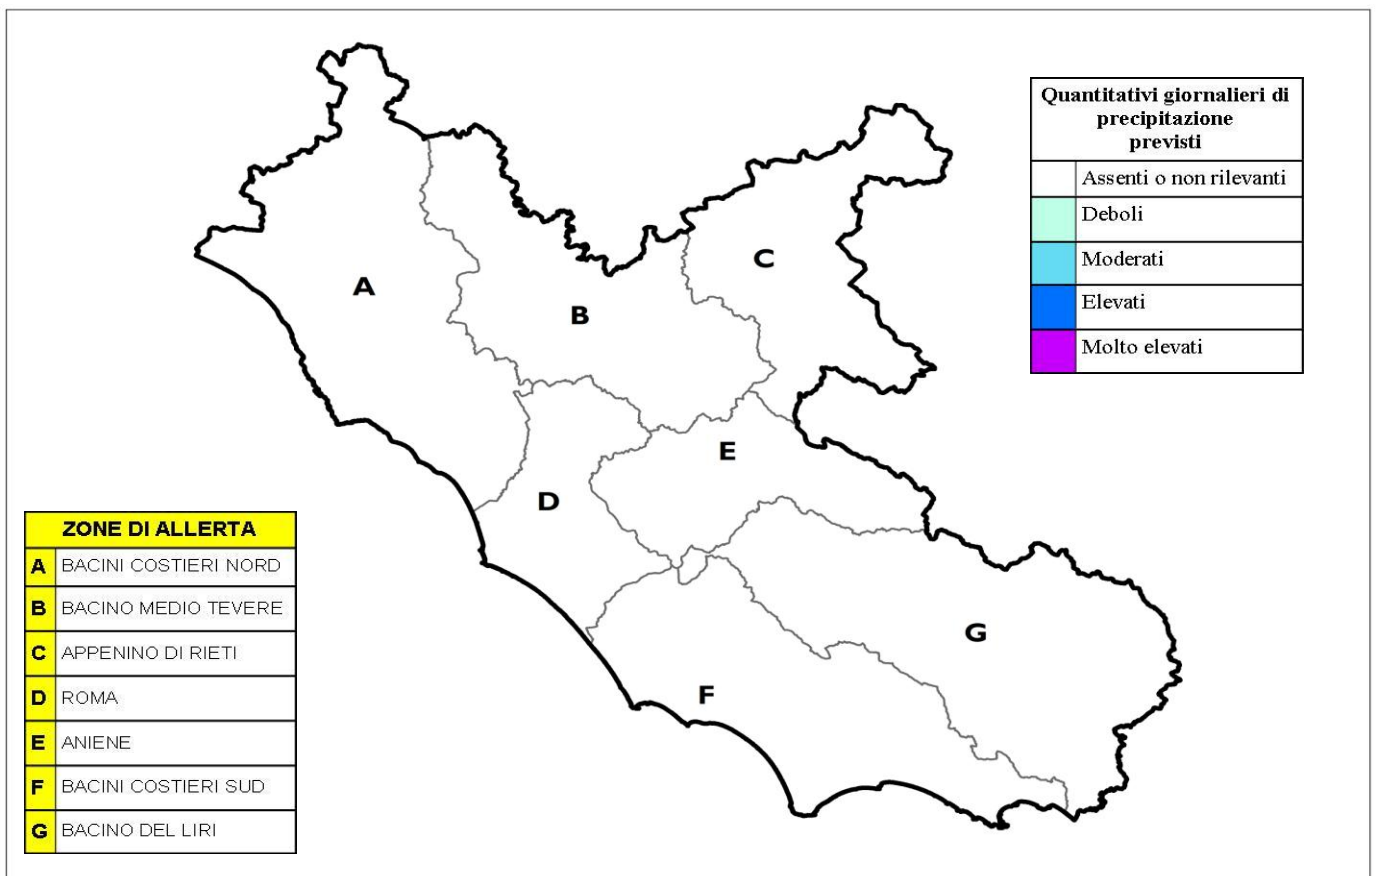 Quantitativi giornalieri di
precipitazione
previsti
Assenti o non rilevanti
Deboli
Moderati
Elevati
Molto elevati
A
B
C
D
E
F
G
ZONE DI ALLERTA
A BACINI COSTIERI NORD
B BACINO MEDIO TEVERE
C APPENINO DI RIETI
D ROMA
E ANIENE
F BACINI COSTIERI SUD
G BACINO DEL LIRI